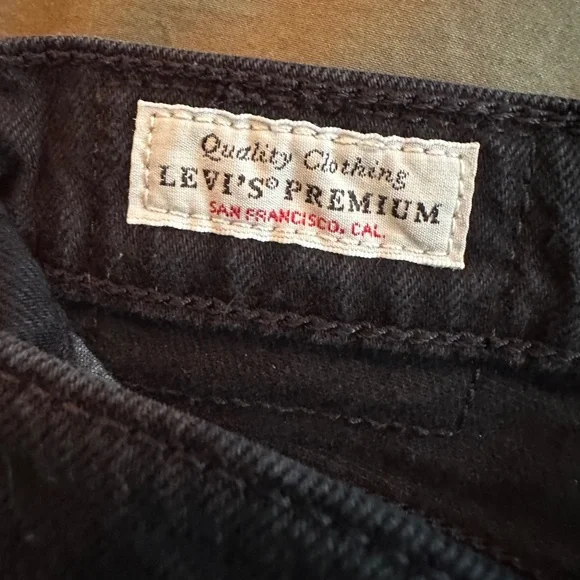 Quality Clothing
LEVI'S® PREMIUM
SAN FRANCISCO, CAL.